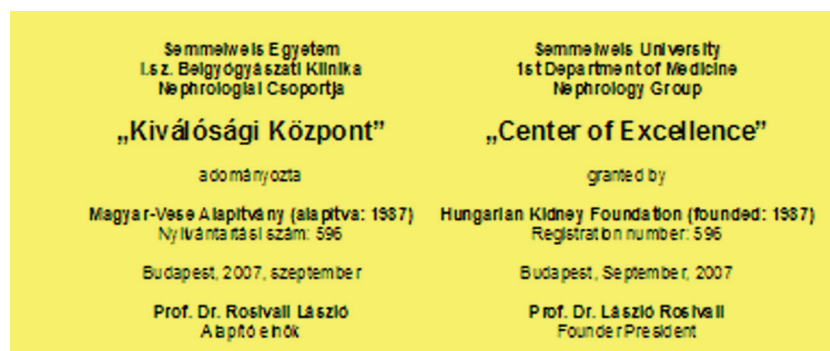 Semmelweis Egyetem
I.sz. Belgyógyászati Klinika
Nephrologiai Csoportja
„Kiválósági Központ”
adományozta
Magyar-Vese Alapítvány (alapítva: 1987)
Nyilvántartási szám: 596
Budapest, 2007, szeptember
Prof. Dr. Rosivall László
Alapító elnök
Semmelweis University
1st Department of Medicine
Nephrology Group
„Center of Excellence”
granted by
Hungarian Kidney Foundation (founded: 1987)
Registration number: 596
Budapest, September, 2007
Prof. Dr. László Rosivall
Founder President